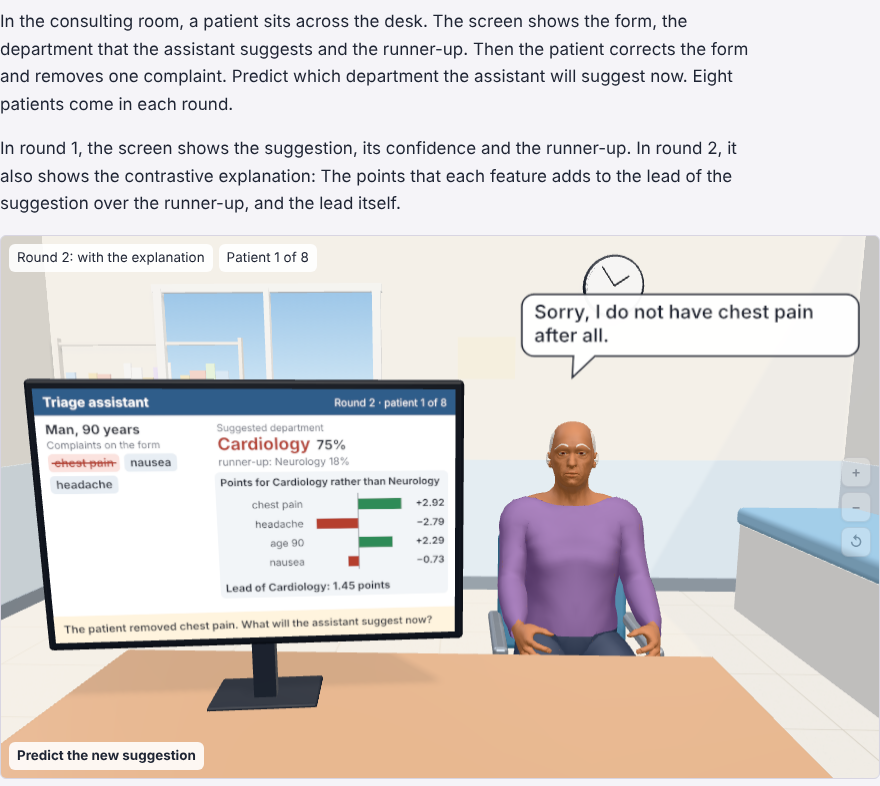 In the consulting room, a patient sits across the desk. The screen shows the form, the
department that the assistant suggests and the runner-up. Then the patient corrects the form
and removes one complaint. Predict which department the assistant will suggest now. Eight
patients come in each round.
In round 1, the screen shows the suggestion, its confidence and the runner-up. In round 2, it
also shows the contrastive explanation: The points that each feature adds to the lead of the
suggestion over the runner-up, and the lead itself.
Round 2: with the explanation
Patient 1 of 8
Sorry, I do not have chest pain
after all.
Triage assistant
Round 2 · patient 1 of 8
Man, 90 years
Complaints on the form
chest pain
nausea
headache
Suggested department
Cardiology 75%
runner-up: Neurology 18%
Points for Cardiology rather than Neurology
chest pain +2.92
headache −2.79
age 90 +2.29
nausea −0.73
Lead of Cardiology: 1.45 points
The patient removed chest pain. What will the assistant suggest now?
+
−
Predict the new suggestion